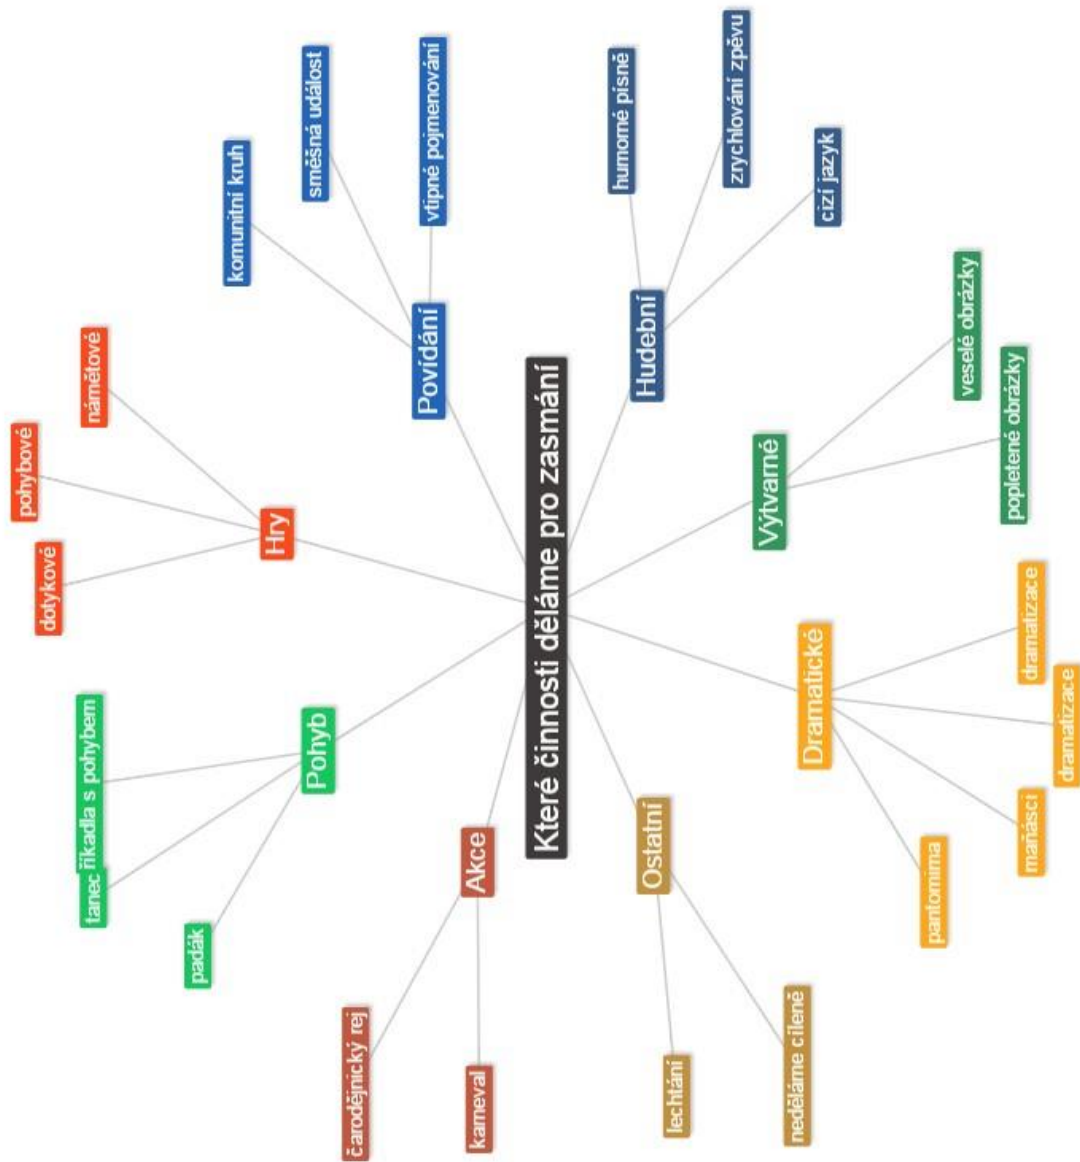 Které činnosti děláme pro zasmání
Povídání
komunitní kruh
směšná událost
vtipné pojmenování
Hudební
humorné písně
zrychlování zpěvu
cizí jazyk
Výtvarné
veselé obrázky
popletené obrázky
Dramatické
dramatizace
dramatizace
maňásci
pantomima
Ostatní
neděláme cíleně
lechtání
Akce
karneval
čarodějnický rej
Pohyb
padák
tanec
říkadla s pohybem
Hry
dotykové
pohybové
námětové